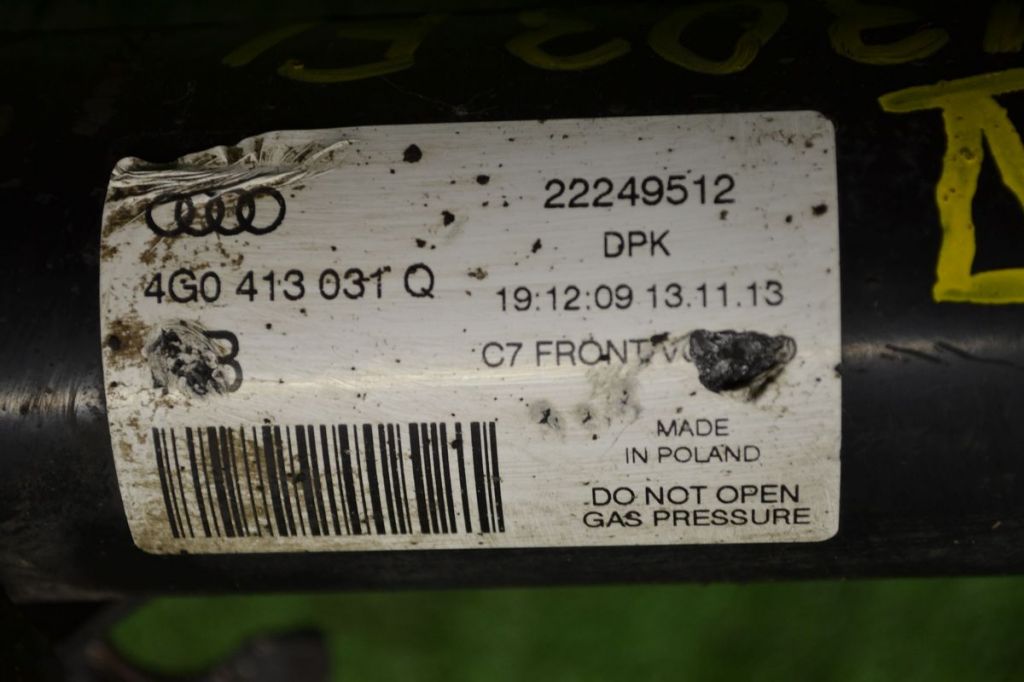 4G0 413 031 Q
B
22249512
DPK
19:12:09 13.11.13
C7 FRONT
MADE
IN POLAND
DO NOT OPEN
GAS PRESSURE